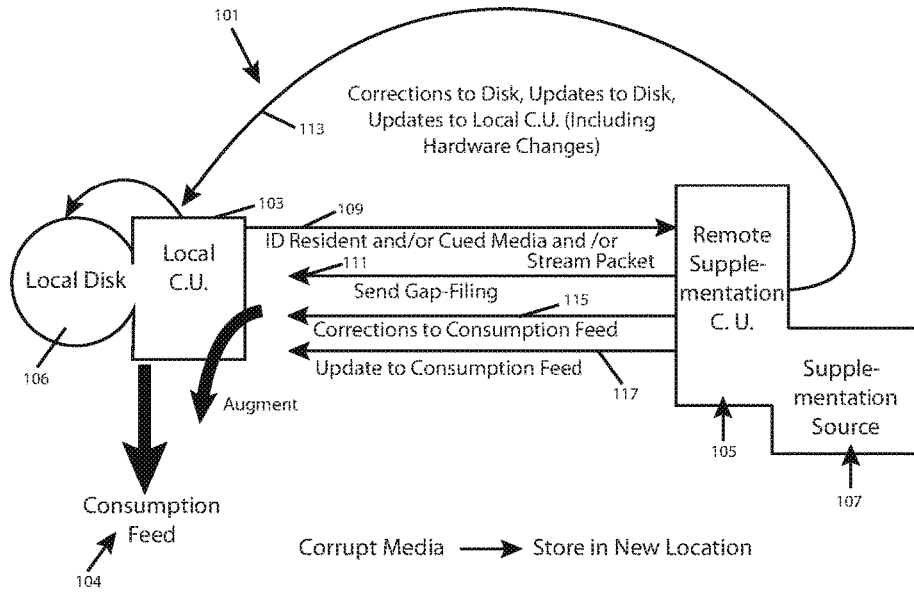 101
Corrections to Disk, Updates to Disk,
Updates to Local C.U. (Including
Hardware Changes)
113
103
109
Local
C.U.
Local Disk
106
ID Resident and/or Cued Media and /or
Stream Packet
111
Send Gap-Filing
115
Corrections to Consumption Feed
Update to Consumption Feed
117
Augment
Remote
Supple-
mentation
C. U.
Supple-
mentation
Source
105
107
Consumption
Feed
104
Corrupt Media Store in New Location